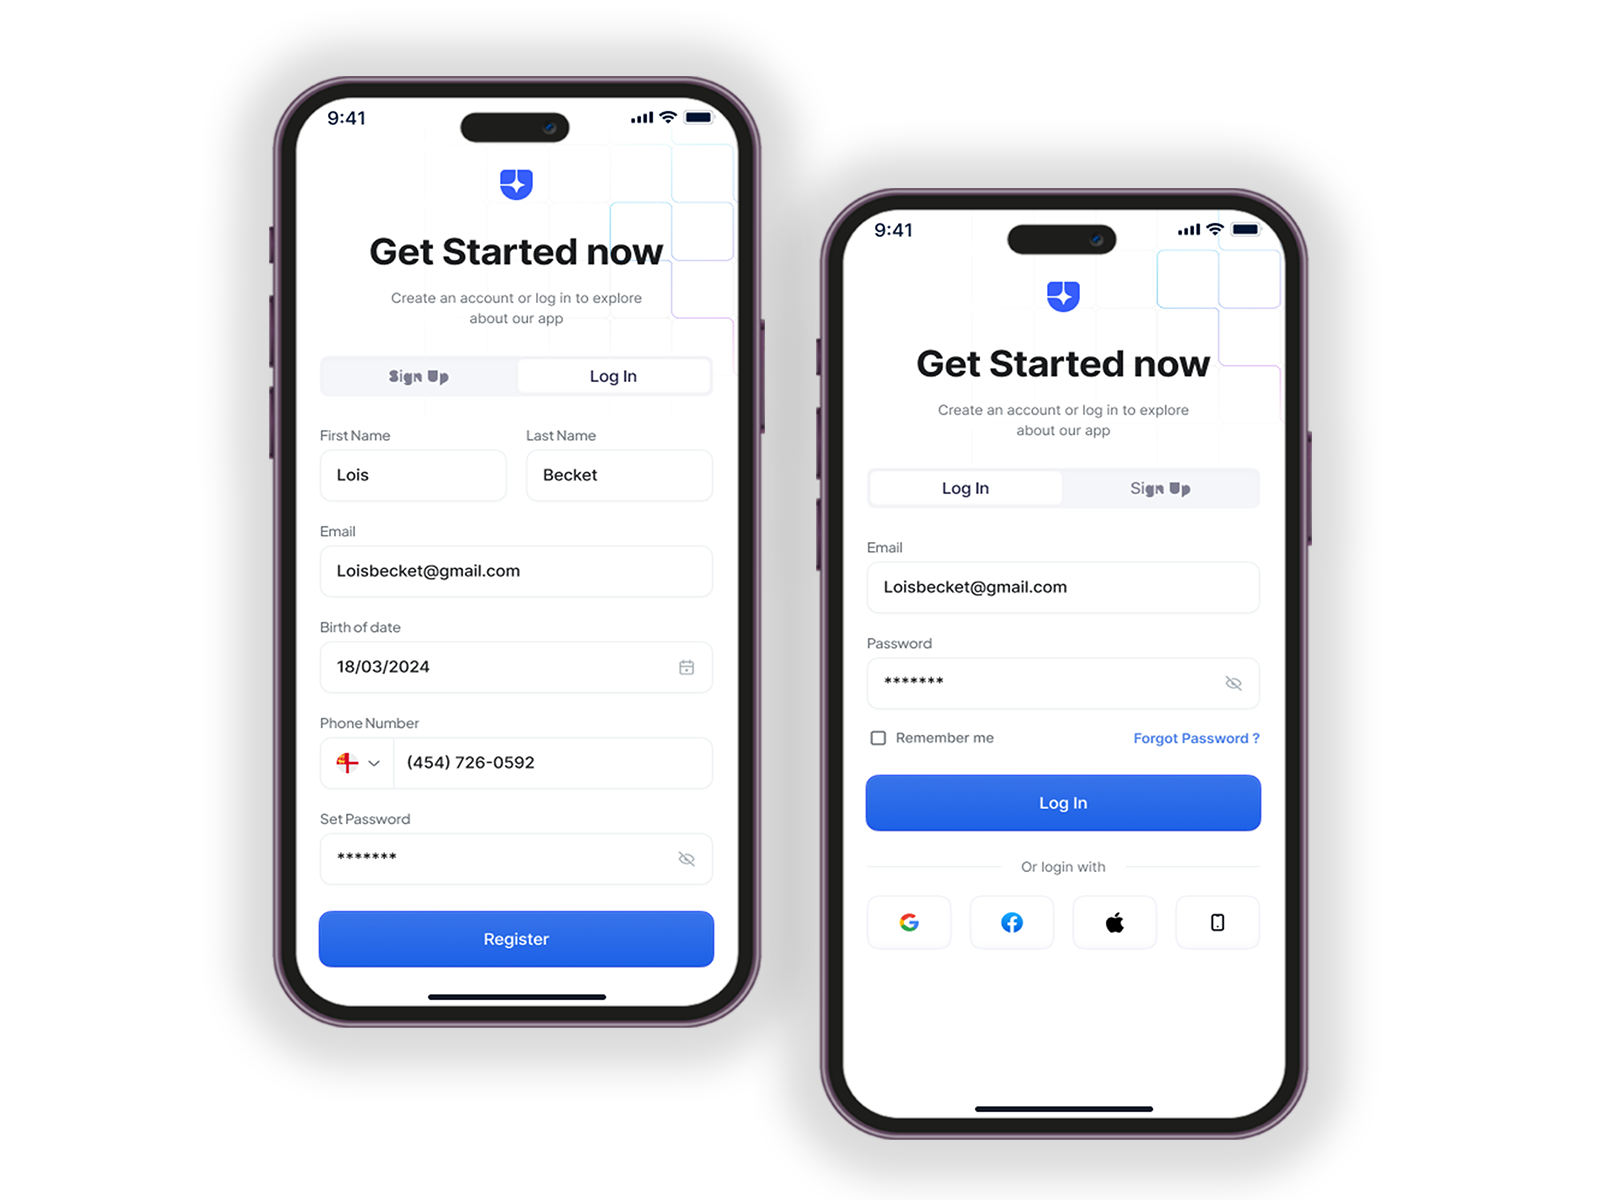 9:41
Get Started now
Create an account or log in to explore
about our app
Sign Up
Log In
First Name
Last Name
Lois
Becket
Email
Loisbecket@gmail.com
Birth of date
18/03/2024
Phone Number
(454) 726-0592
Set Password
*******
Register
9:41
Get Started now
Create an account or log in to explore
about our app
Log In
Sign Up
Email
Loisbecket@gmail.com
Password
*******
Remember me
Forgot Password ?
Log In
Or login with